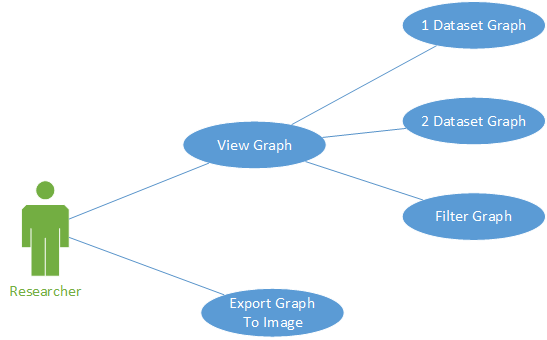 1 Dataset Graph
2 Dataset Graph
View Graph
Filter Graph
Researcher
Export Graph
To Image